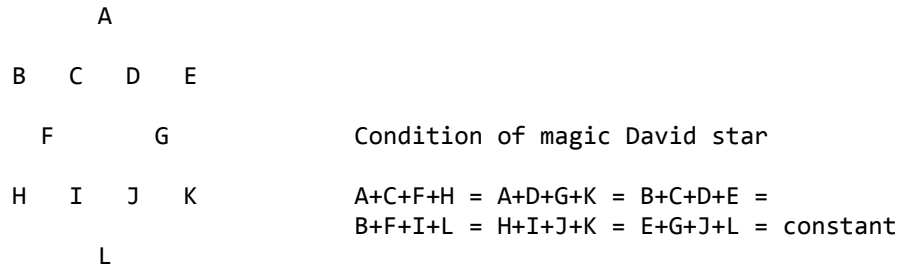 A
B C D E
F G Condition of magic David star
H I J K A+C+F+H = A+D+G+K = B+C+D+E =
B+F+I+L = H+I+J+K = E+G+J+L = constant
L